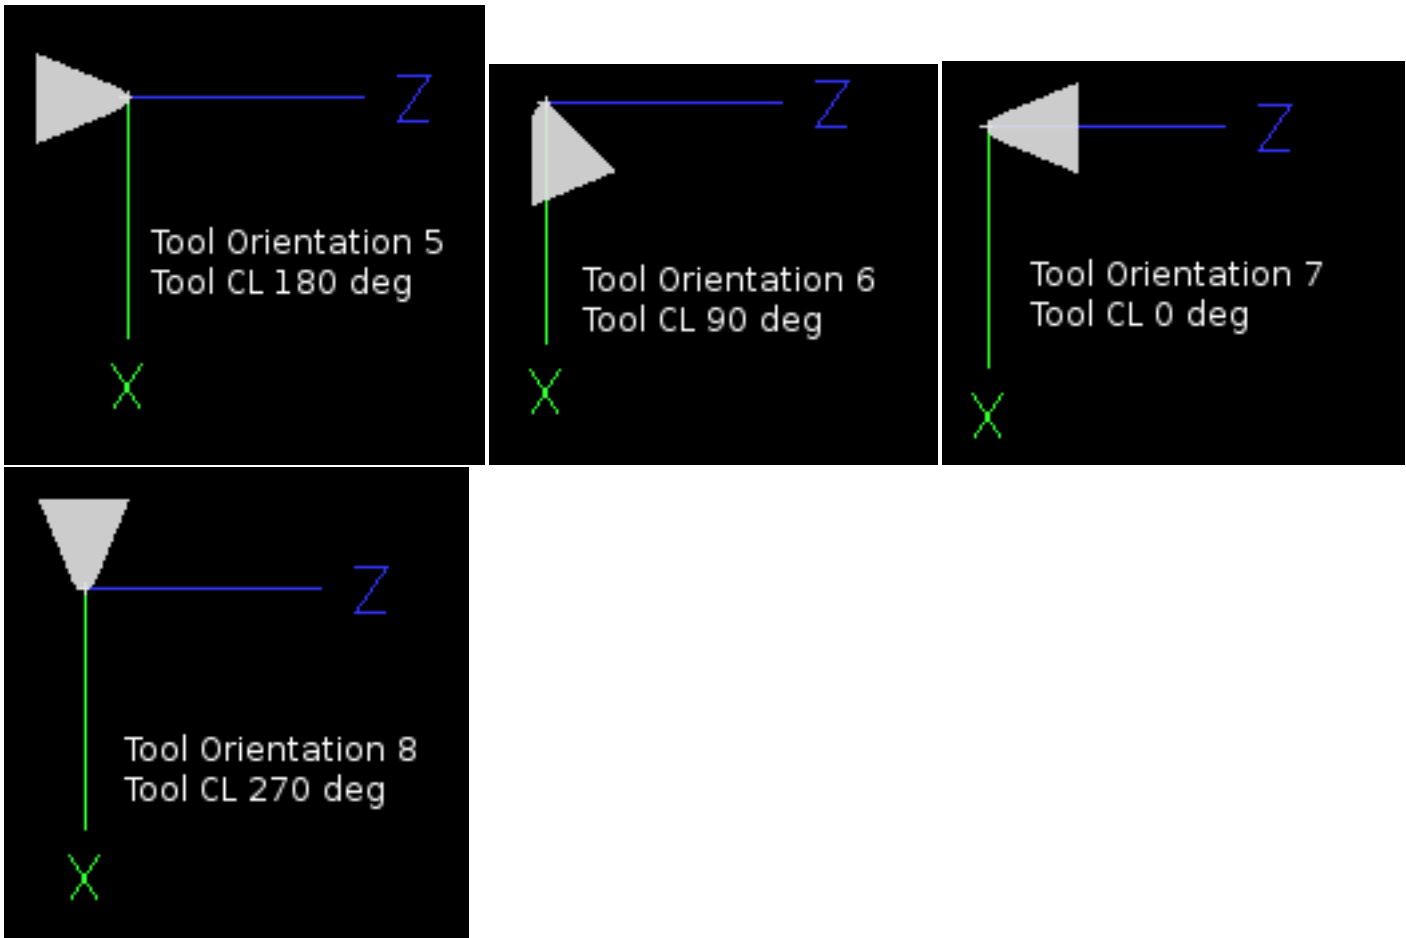 Z
Tool Orientation 5
Tool CL 180 deg
X
Z
Tool Orientation 6
Tool CL 90 deg
X
Z
Tool Orientation 7
Tool CL 0 deg
X
Z
Tool Orientation 8
Tool CL 270 deg
X